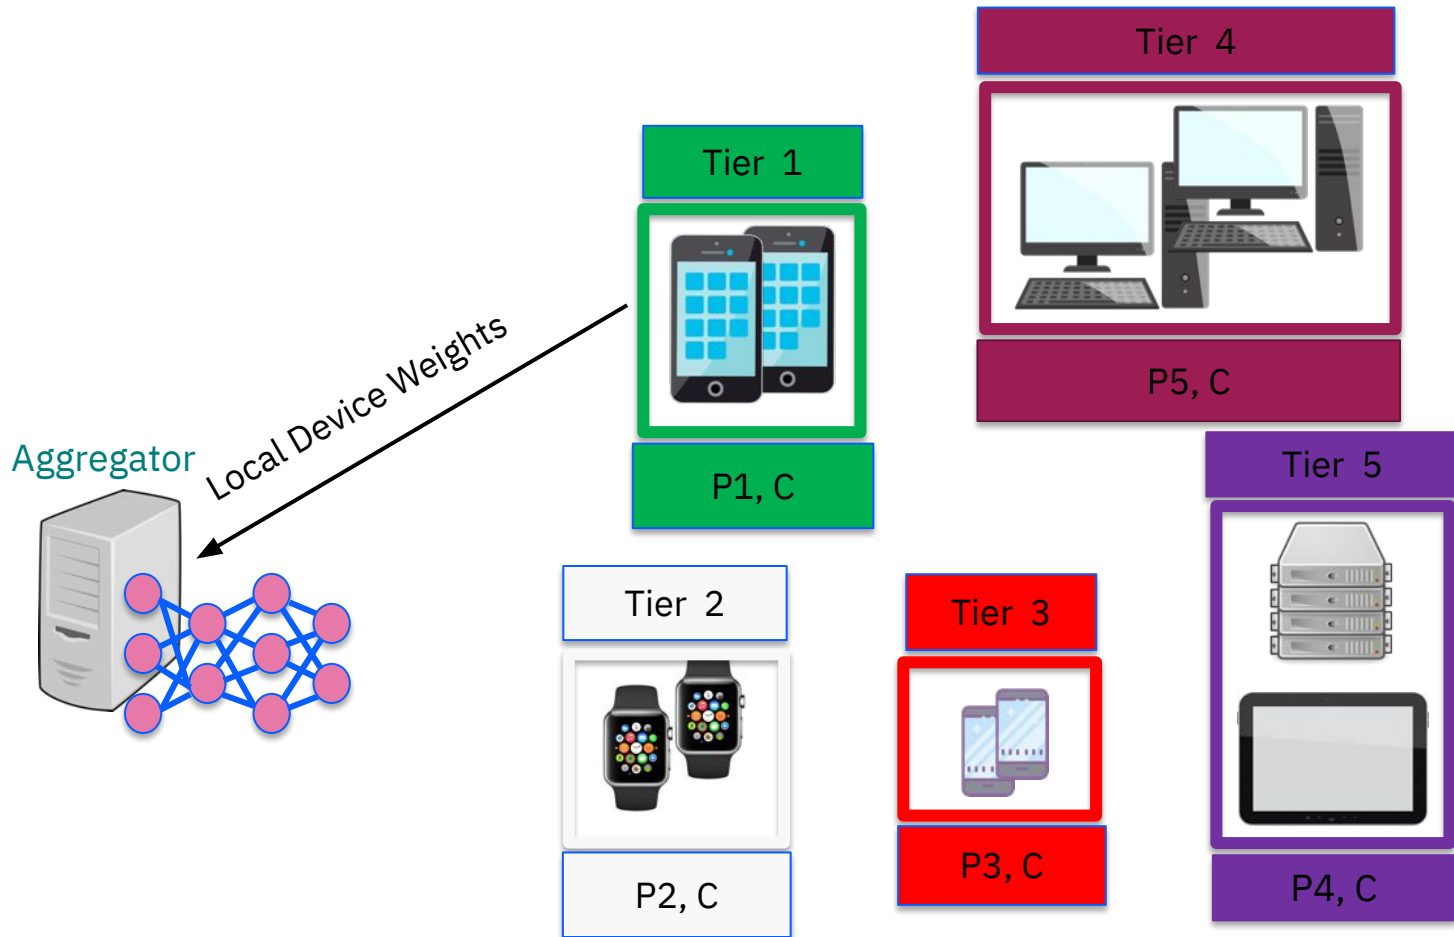 Tier 4
Tier 1
P5, C
Local Device Weights
Aggregator
Tier 5
P1, C
Tier 2
Tier 3
P3, C
P2, C
P4, C